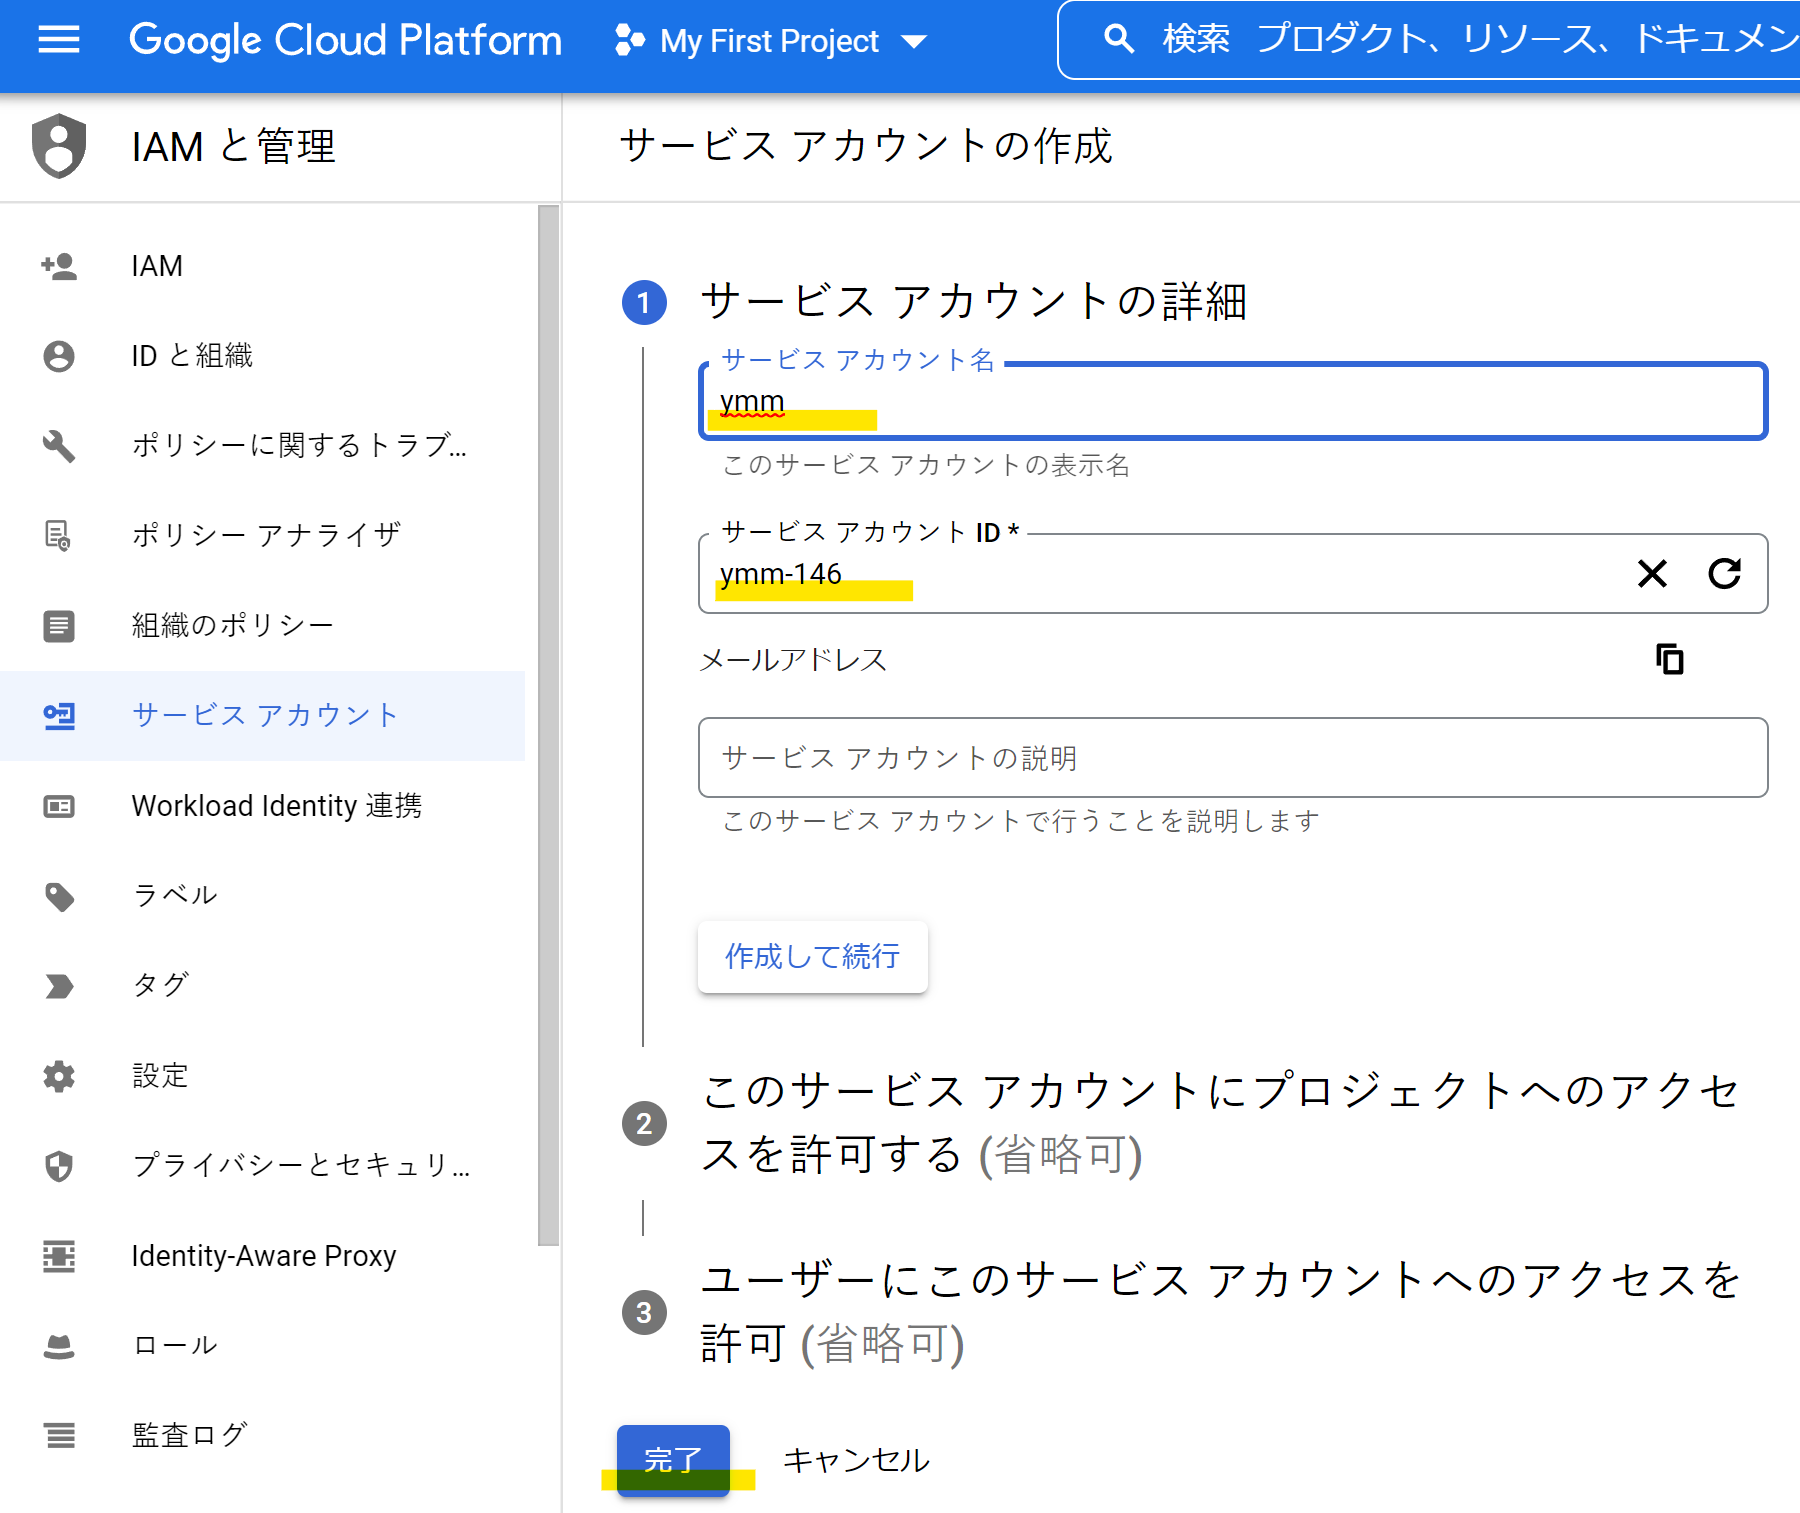 Google Cloud Platform My First Project 検索 プロダクト、リソース、ドキュメン
IAM と管理
サービス アカウントの作成
IAM
ID と組織
ポリシーに関するトラブ...
ポリシー アナライザ
組織のポリシー
サービス アカウント
Workload Identity 連携
ラベル
タグ
設定
プライバシーとセキュリ...
Identity-Aware Proxy
ロール
監査ログ
1 サービス アカウントの詳細
サービス アカウント名
ymm
このサービス アカウントの表示名
サービス アカウント ID *
ymm-146
メールアドレス
サービス アカウントの説明
このサービス アカウントで行うことを説明します
作成して続行
2 このサービス アカウントにプロジェクトへのアクセ
スを許可する (省略可)
3 ユーザーにこのサービス アカウントへのアクセスを
許可 (省略可)
完了 キャンセル